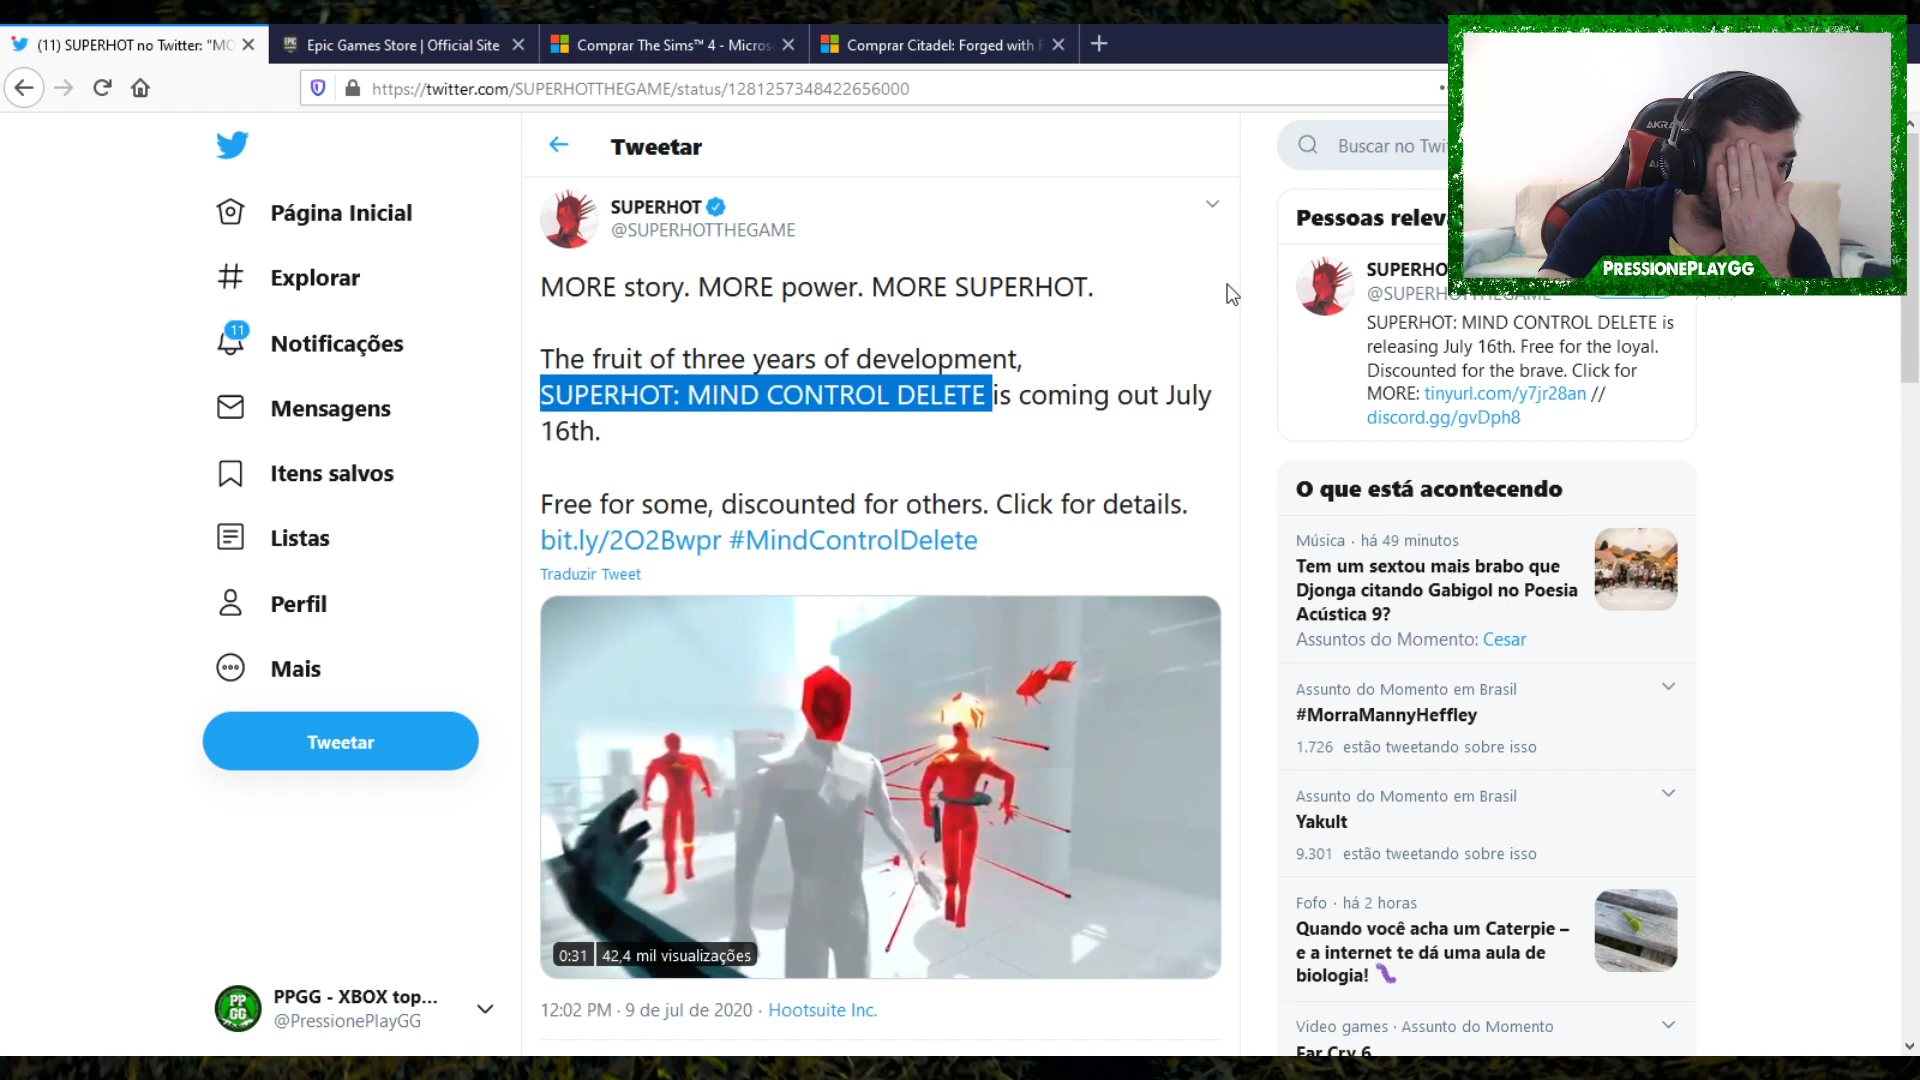 (11) SUPERHOT no Twitter: "MO
Epic Games Store | Official Site
Comprar The Sims™ 4 - Micros
Comprar Citadel: Forged with F
https://twitter.com/SUPERHOTTHEGAME/status/1281257348422656000
Página Inicial
Explorar
11
Notificações
Mensagens
Itens salvos
Listas
Perfil
Mais
Tweetar
PP
GG
PPGG - XBOX top...
@PressionePlayGG
Tweetar
SUPERHOT
@SUPERHOTTHEGAME
MORE story. MORE power. MORE SUPERHOT.
The fruit of three years of development,
SUPERHOT: MIND CONTROL DELETE is coming out July
16th.
Free for some, discounted for others. Click for details.
bit.ly/2O2Bwpr #MindControlDelete
Traduzir Tweet
0:31
42,4 mil visualizações
12:02 PM · 9 de jul de 2020 · Hootsuite Inc.
Buscar no Twi
AKRA
PRESSIONEPLAYGG
Pessoas relev
SUPERHO
@SUPERHOTTHEGAME
SUPERHOT: MIND CONTROL DELETE is
releasing July 16th. Free for the loyal.
Discounted for the brave. Click for
MORE: tinyurl.com/y7jr28an //
discord.gg/gvDph8
O que está acontecendo
Música · há 49 minutos
Tem um sextou mais brabo que
Djonga citando Gabigol no Poesia
Acústica 9?
Assuntos do Momento: Cesar
Assunto do Momento em Brasil
#MorraMannyHeffley
1.726 estão tweetando sobre isso
Assunto do Momento em Brasil
Yakult
9.301 estão tweetando sobre isso
Fofo · há 2 horas
Quando você acha um Caterpie –
e a internet te dá uma aula de
biologia! 🐛
Video games · Assunto do Momento
Far Cry 6